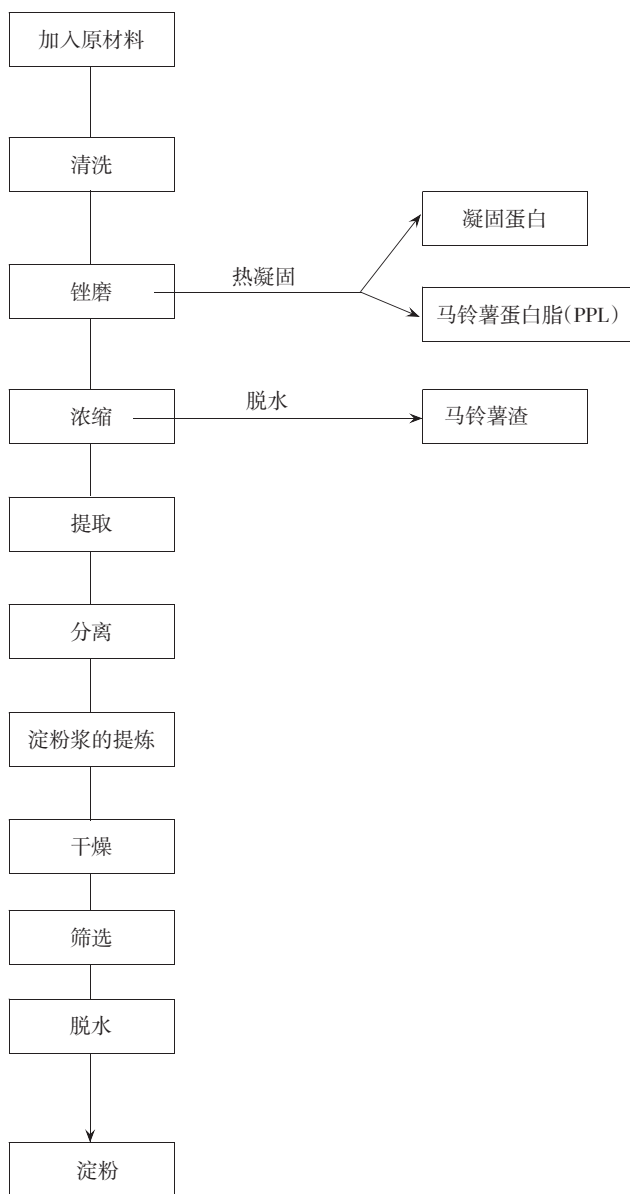 加入原材料
清洗
凝固蛋白
锉磨
热凝固
马铃薯蛋白脂(PPL)
浓缩
脱水
马铃薯渣
提取
分离
淀粉浆的提炼
干燥
筛选
脱水
淀粉